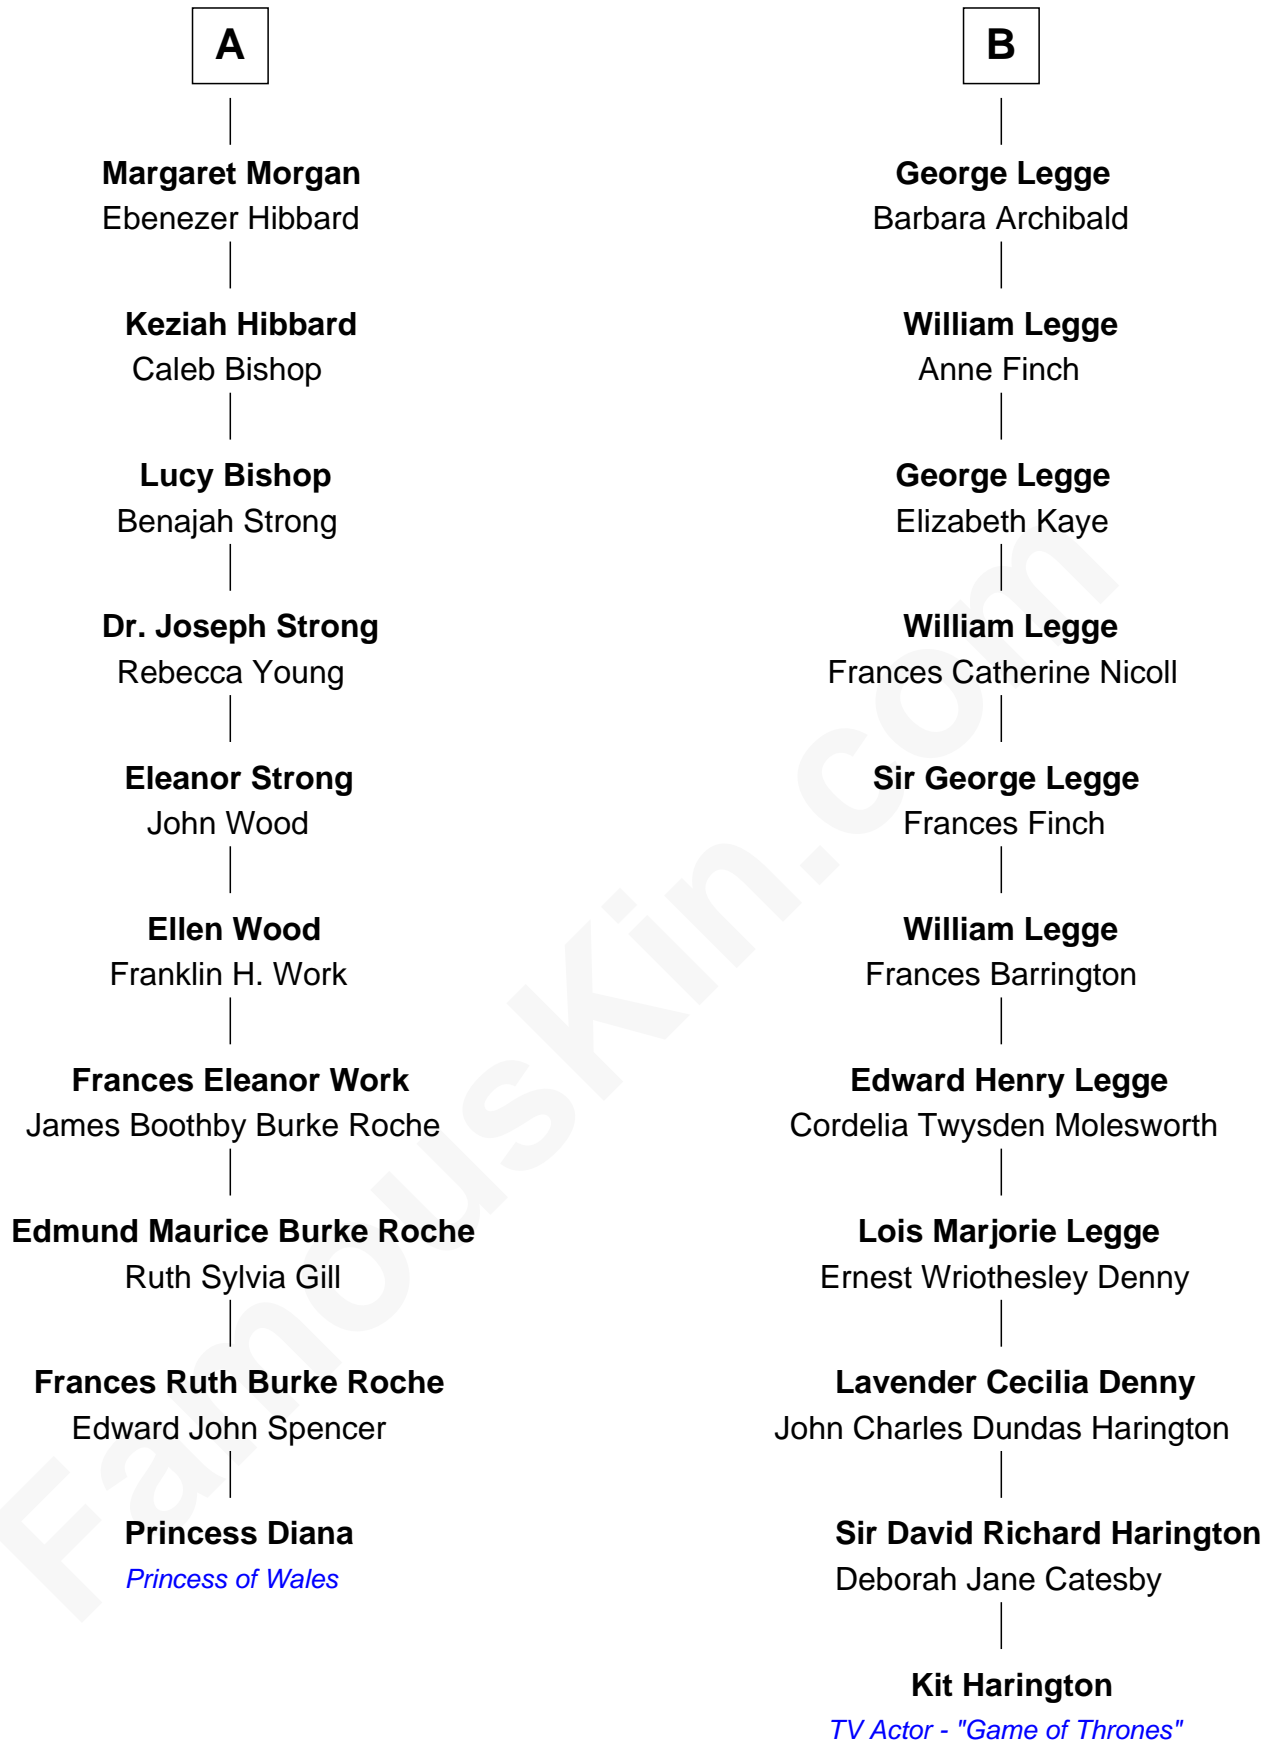 A
Margaret Morgan
Ebenezer Hibbard
Keziah Hibbard
Caleb Bishop
Lucy Bishop
Benajah Strong
Dr. Joseph Strong
Rebecca Young
Eleanor Strong
John Wood
Ellen Wood
Franklin H. Work
Frances Eleanor Work
James Boothby Burke Roche
Edmund Maurice Burke Roche
Ruth Sylvia Gill
Frances Ruth Burke Roche
Edward John Spencer
Princess Diana
Princess of Wales
B
George Legge
Barbara Archibald
William Legge
Anne Finch
George Legge
Elizabeth Kaye
William Legge
Frances Catherine Nicoll
Sir George Legge
Frances Finch
William Legge
Frances Barrington
Edward Henry Legge
Cordelia Twysden Molesworth
Lois Marjorie Legge
Ernest Wriothesley Denny
Lavender Cecilia Denny
John Charles Dundas Harington
Sir David Richard Harington
Deborah Jane Catesby
Kit Harington
TV Actor - "Game of Thrones"
FamousKin.com